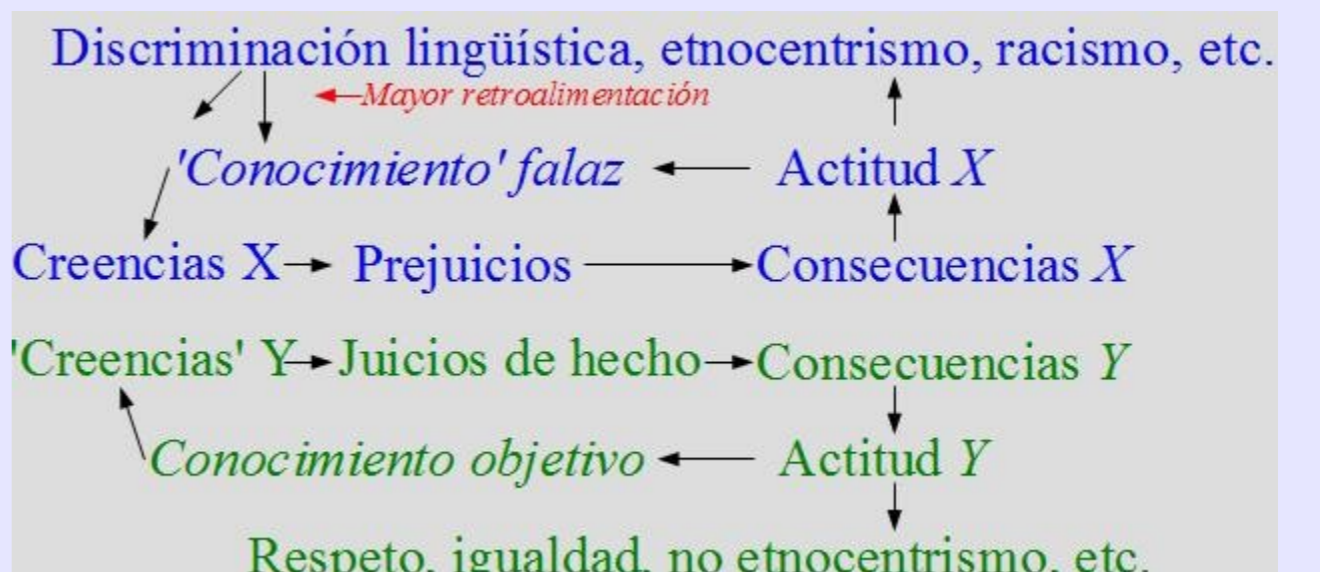 Discriminación lingüística, etnocentrismo, racismo, etc.
Mayor retroalimentación
'Conocimiento' falaz Actitud X
Creencias X Prejuicios Consecuencias X
'Creencias' Y Juicios de hecho Consecuencias Y
Conocimiento objetivo Actitud Y
Respeto, igualdad, no etnocentrismo, etc.